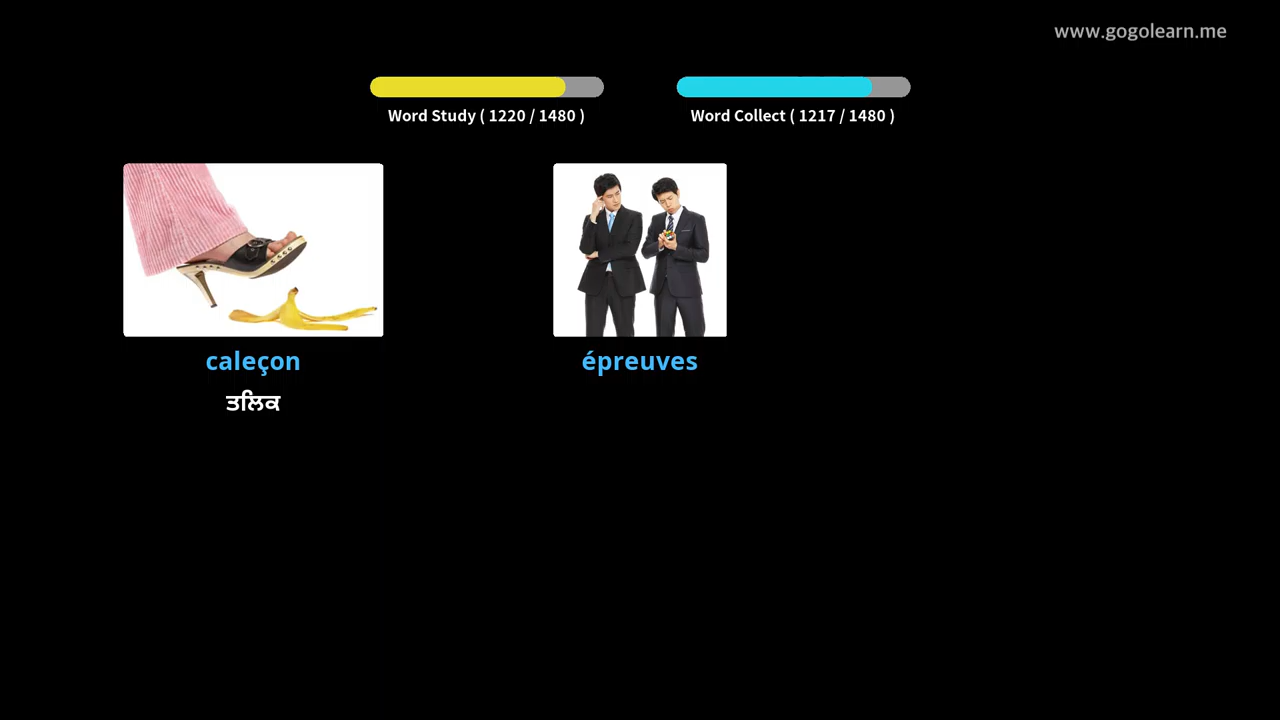 www.gogolearn.me
Word Study ( 1220 / 1480 )
Word Collect ( 1217 / 1480 )
caleçon
épreuves
ਤਲਿਕ